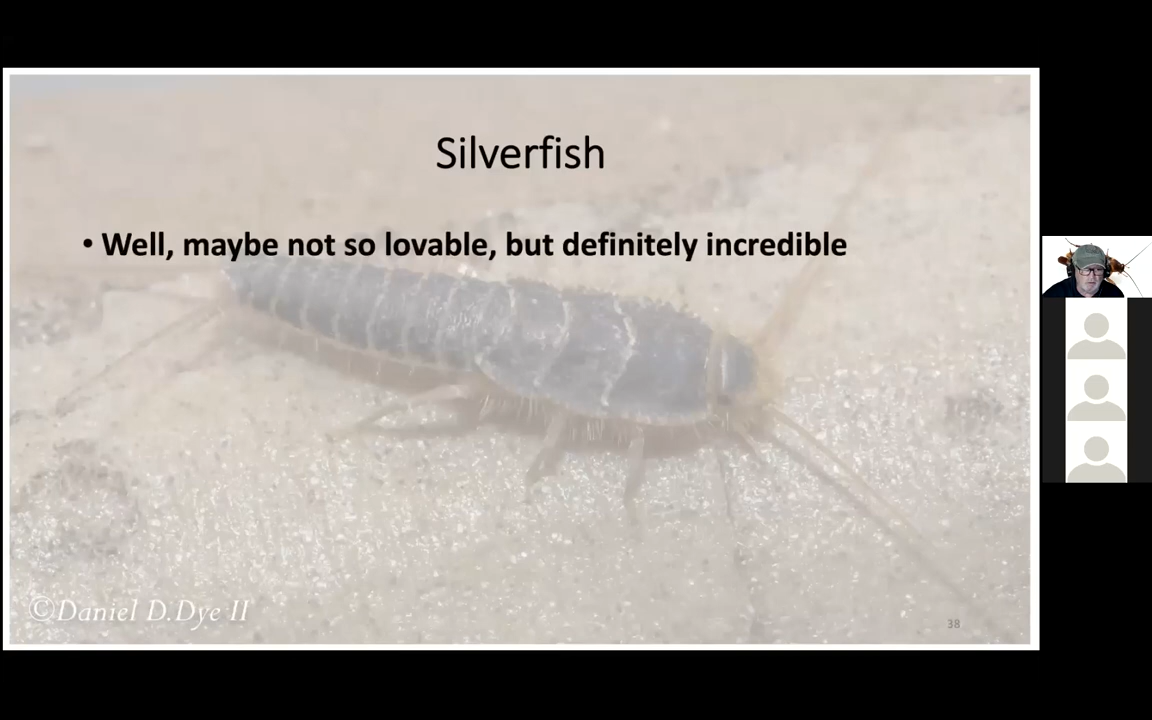 Silverfish
• Well, maybe not so lovable, but definitely incredible
©Daniel D.Dye II
38